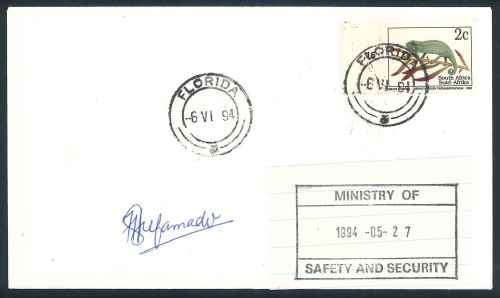 2c
South Africa
Suid-Afrika
FLORIDA
-6 VI 94
FLORIDA
-6 VI 94
MINISTRY OF
1994 -05- 27
SAFETY AND SECURITY